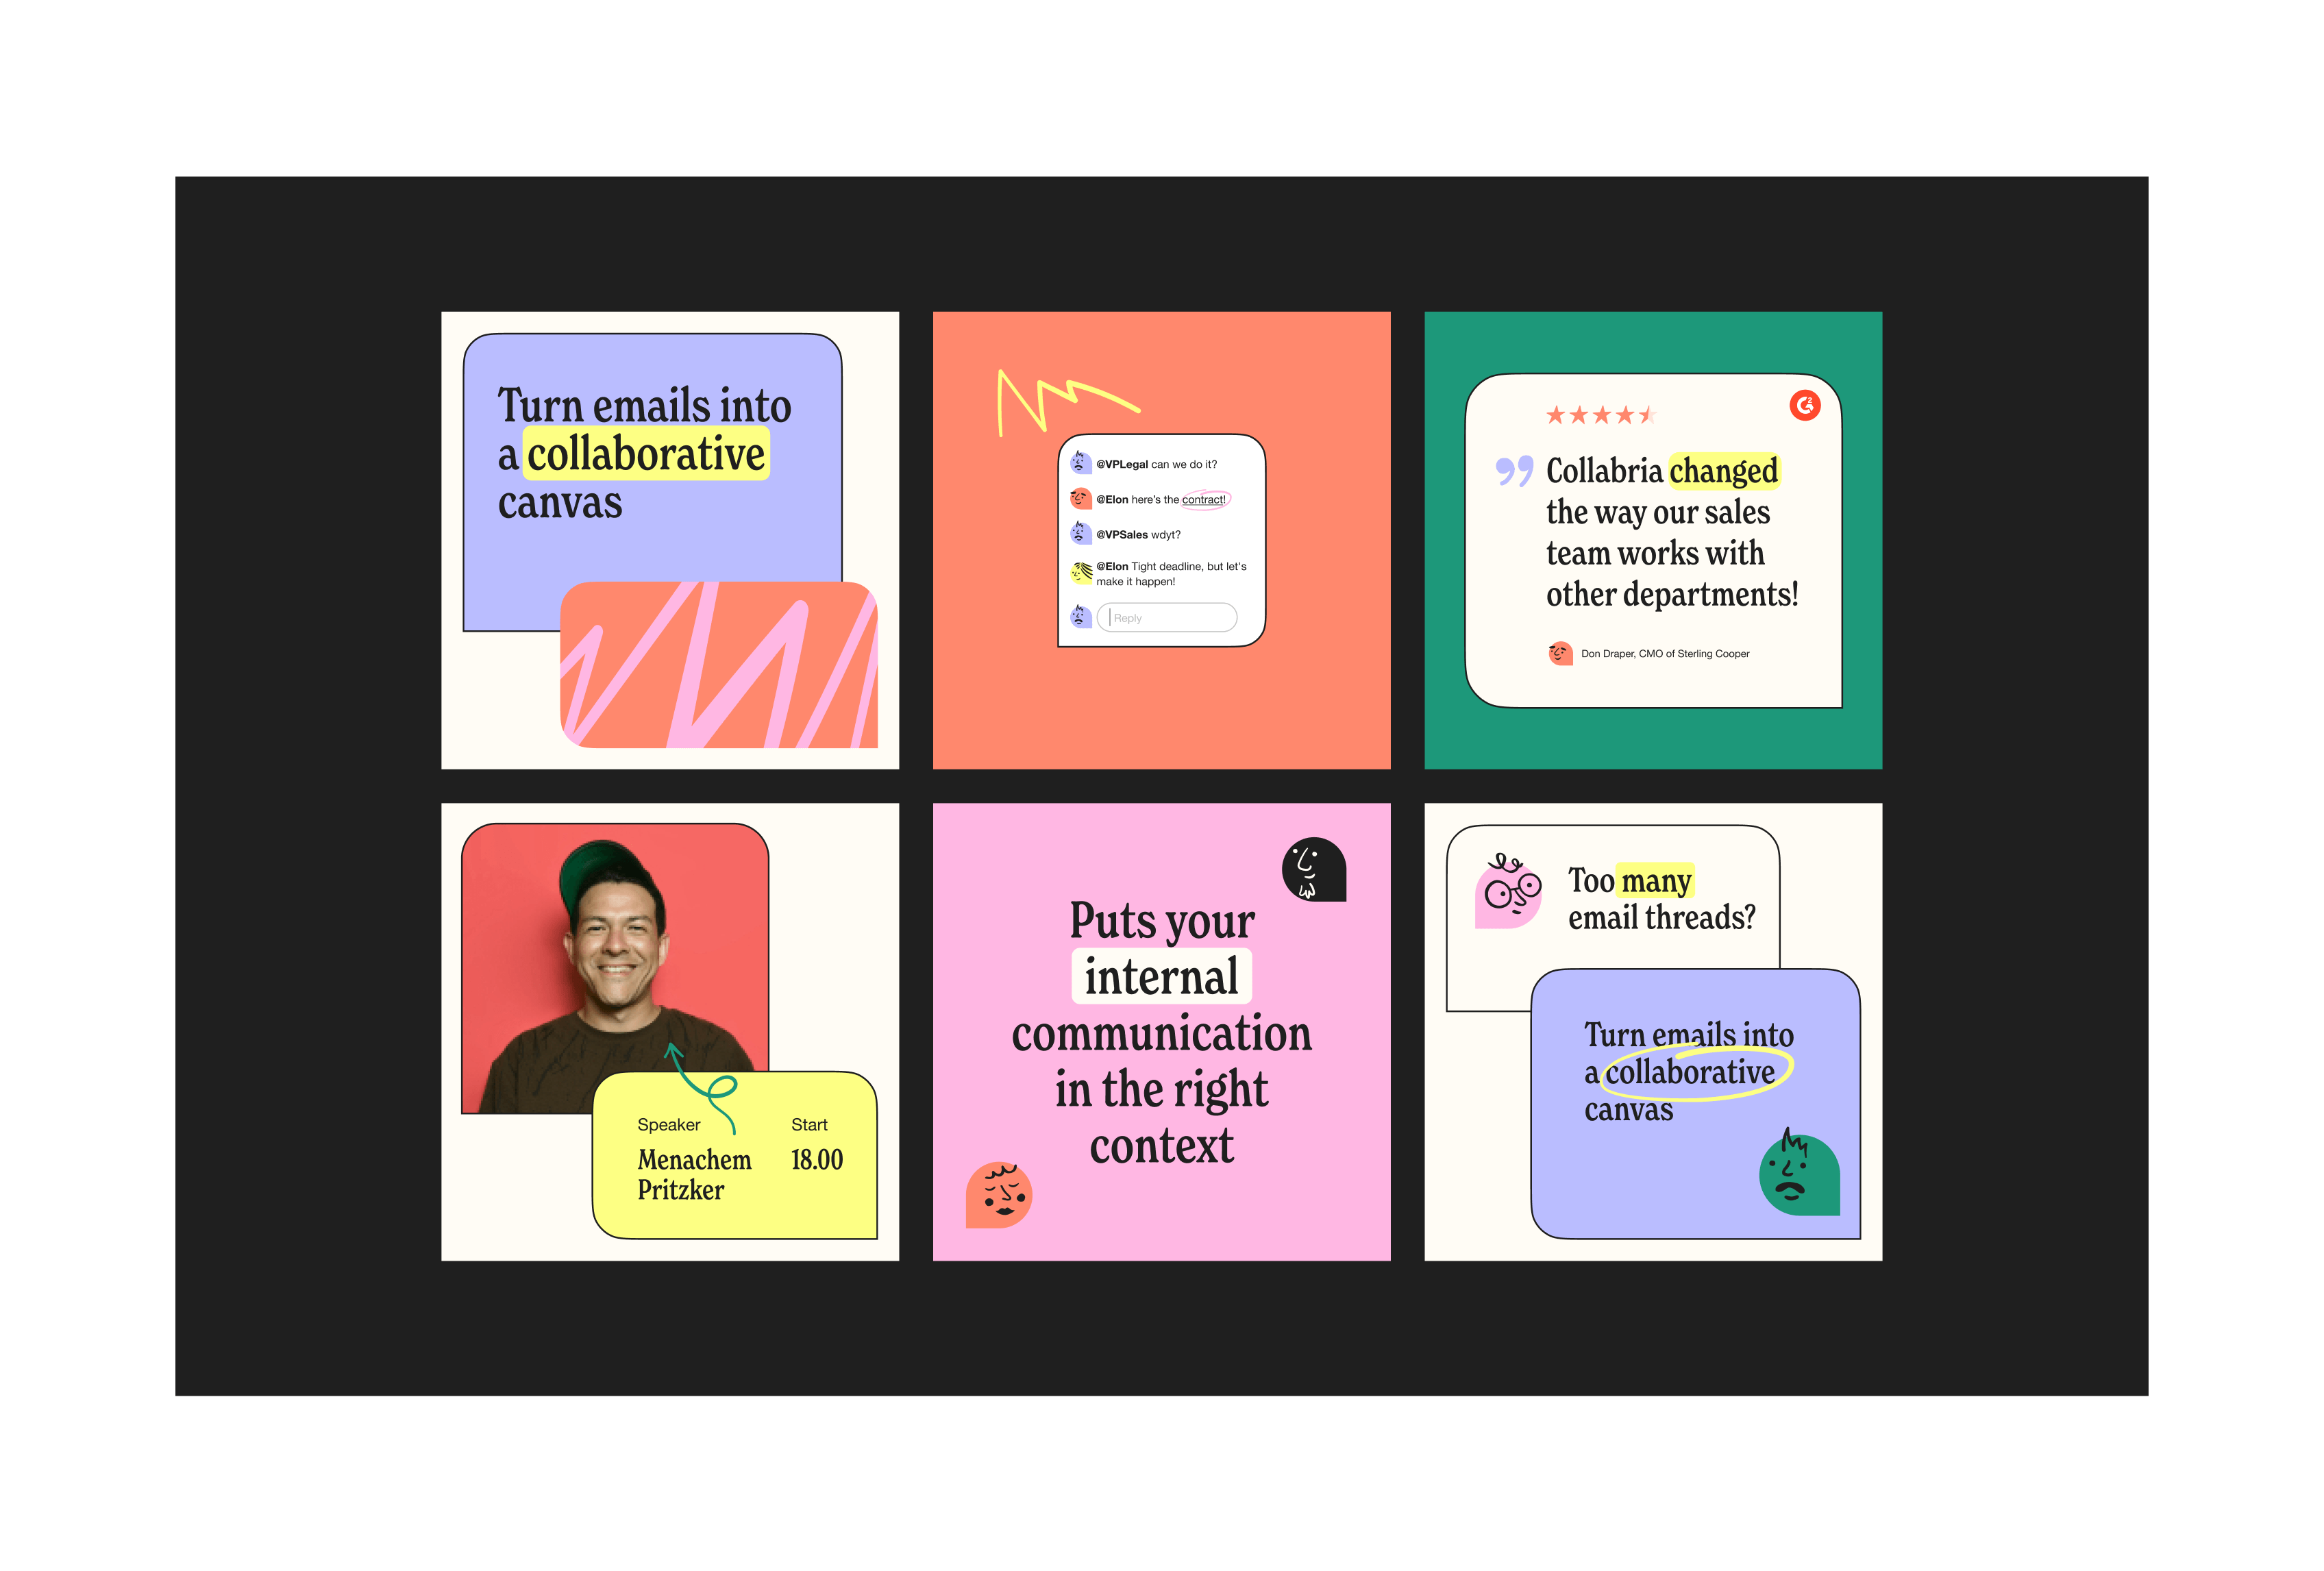 Turn emails into
a collaborative
canvas
@VPLegal can we do it?
@Elon here's the contract!
@VPSales wdyt?
@Elon Tight deadline, but let's
make it happen!
Reply
G2
Collabria changed
the way our sales
team works with
other departments!
Don Draper, CMO of Sterling Cooper
Speaker
Menachem
Pritzker
Start
18.00
Puts your
internal
communication
in the right
context
Too many
email threads?
Turn emails into
a collaborative
canvas